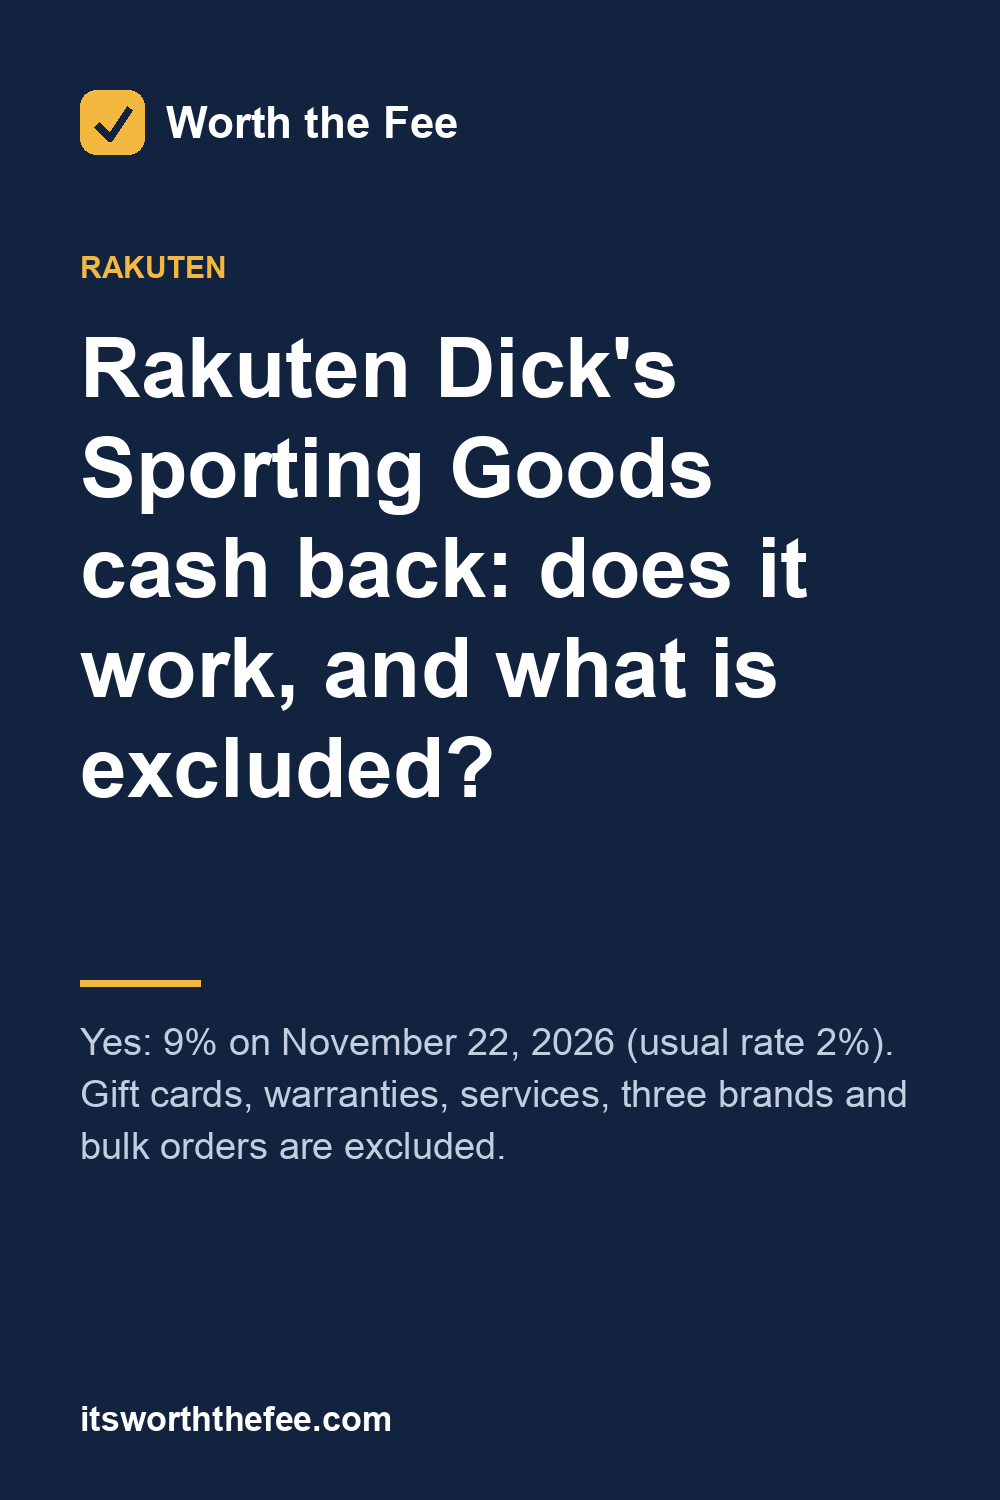 Worth the Fee
RAKUTEN
Rakuten Dick's
Sporting Goods
cash back: does it
work, and what is
excluded?
Yes: 9% on November 22, 2026 (usual rate 2%).
Gift cards, warranties, services, three brands and
bulk orders are excluded.
itsworththefee.com